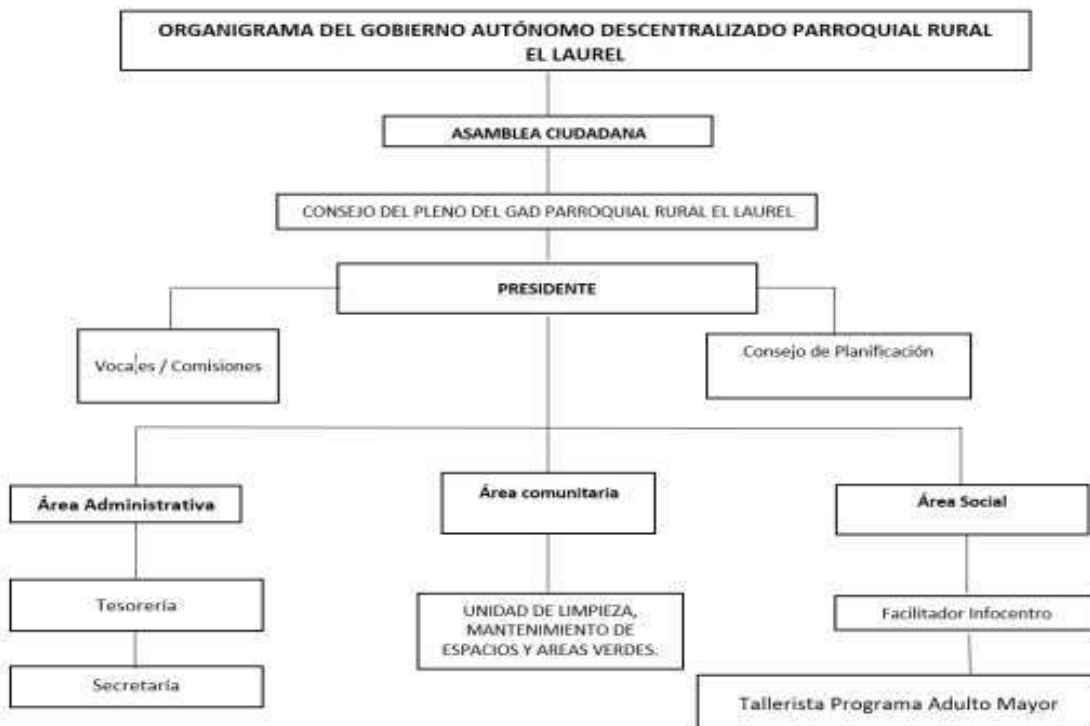 ORGANIGRAMA DEL GOBIERNO AUTÓNOMO DESCENTRALIZADO PARROQUIAL RURAL
EL LAUREL
ASAMBLEA CIUDADANA
CONSEJO DEL PLENO DEL GAD PARROQUIAL RURAL EL LAUREL
PRESIDENTE
Vocales / Comisiones
Consejo de Planificación
Área Administrativa
Área comunitaria
Área Social
Tesorería
UNIDAD DE LIMPIEZA,
MANTENIMIENTO DE
ESPACIOS Y AREAS VERDES.
Facilitador Infocentro
Secretaría
Tallerista Programa Adulto Mayor